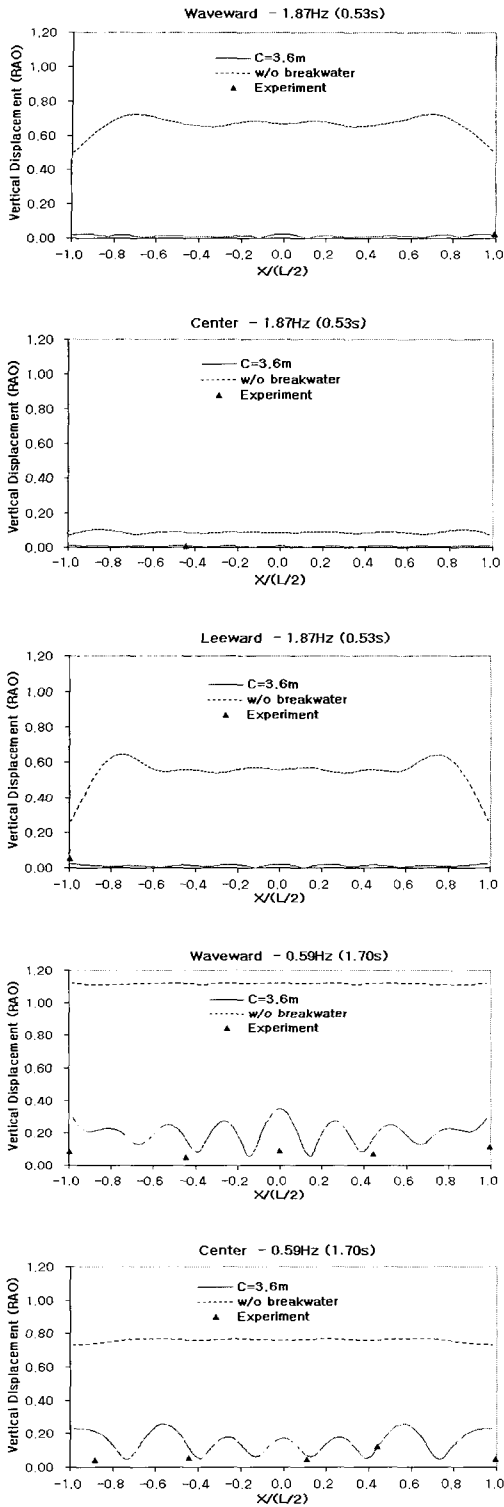 Waveward - 1.87Hz (0.53s)
Vertical Displacement (RAO)
1.20
1.00
0.80
0.60
0.40
0.20
0.00
C=3.6m
w/o breakwater
Experiment
-1.0 -0.8 -0.6 -0.4 -0.2 0.0 0.2 0.4 0.6 0.8 1.0
X/(L/2)
Center - 1.87Hz (0.53s)
Vertical Displacement (RAO)
1.20
1.00
0.80
0.60
0.40
0.20
0.00
C=3.6m
w/o breakwater
Experiment
-1.0 -0.8 -0.6 -0.4 -0.2 0.0 0.2 0.4 0.6 0.8 1.0
X/(L/2)
Leeward - 1.87Hz (0.53s)
Vertical Displacement (RAO)
1.20
1.00
0.80
0.60
0.40
0.20
0.00
C=3.6m
w/o breakwater
Experiment
-1.0 -0.8 -0.6 -0.4 -0.2 0.0 0.2 0.4 0.6 0.8 1.0
X/(L/2)
Waveward - 0.59Hz (1.70s)
Vertical Displacement (RAO)
1.20
1.00
0.80
0.60
0.40
0.20
0.00
C=3.6m
w/o breakwater
Experiment
-1.0 -0.8 -0.6 -0.4 -0.2 0.0 0.2 0.4 0.6 0.8 1.0
X/(L/2)
Center - 0.59Hz (1.70s)
Vertical Displacement (RAO)
1.20
1.00
0.80
0.60
0.40
0.20
0.00
C=3.6m
w/o breakwater
Experiment
-1.0 -0.8 -0.6 -0.4 -0.2 0.0 0.2 0.4 0.6 0.8 1.0
X/(L/2)